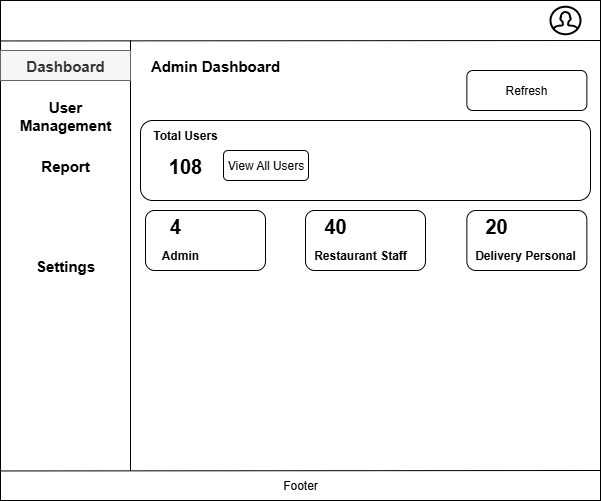 Dashboard
User
Management
Report
Settings
Admin Dashboard
Refresh
Total Users
108
View All Users
4
Admin
40
Restaurant Staff
20
Delivery Personal
Footer